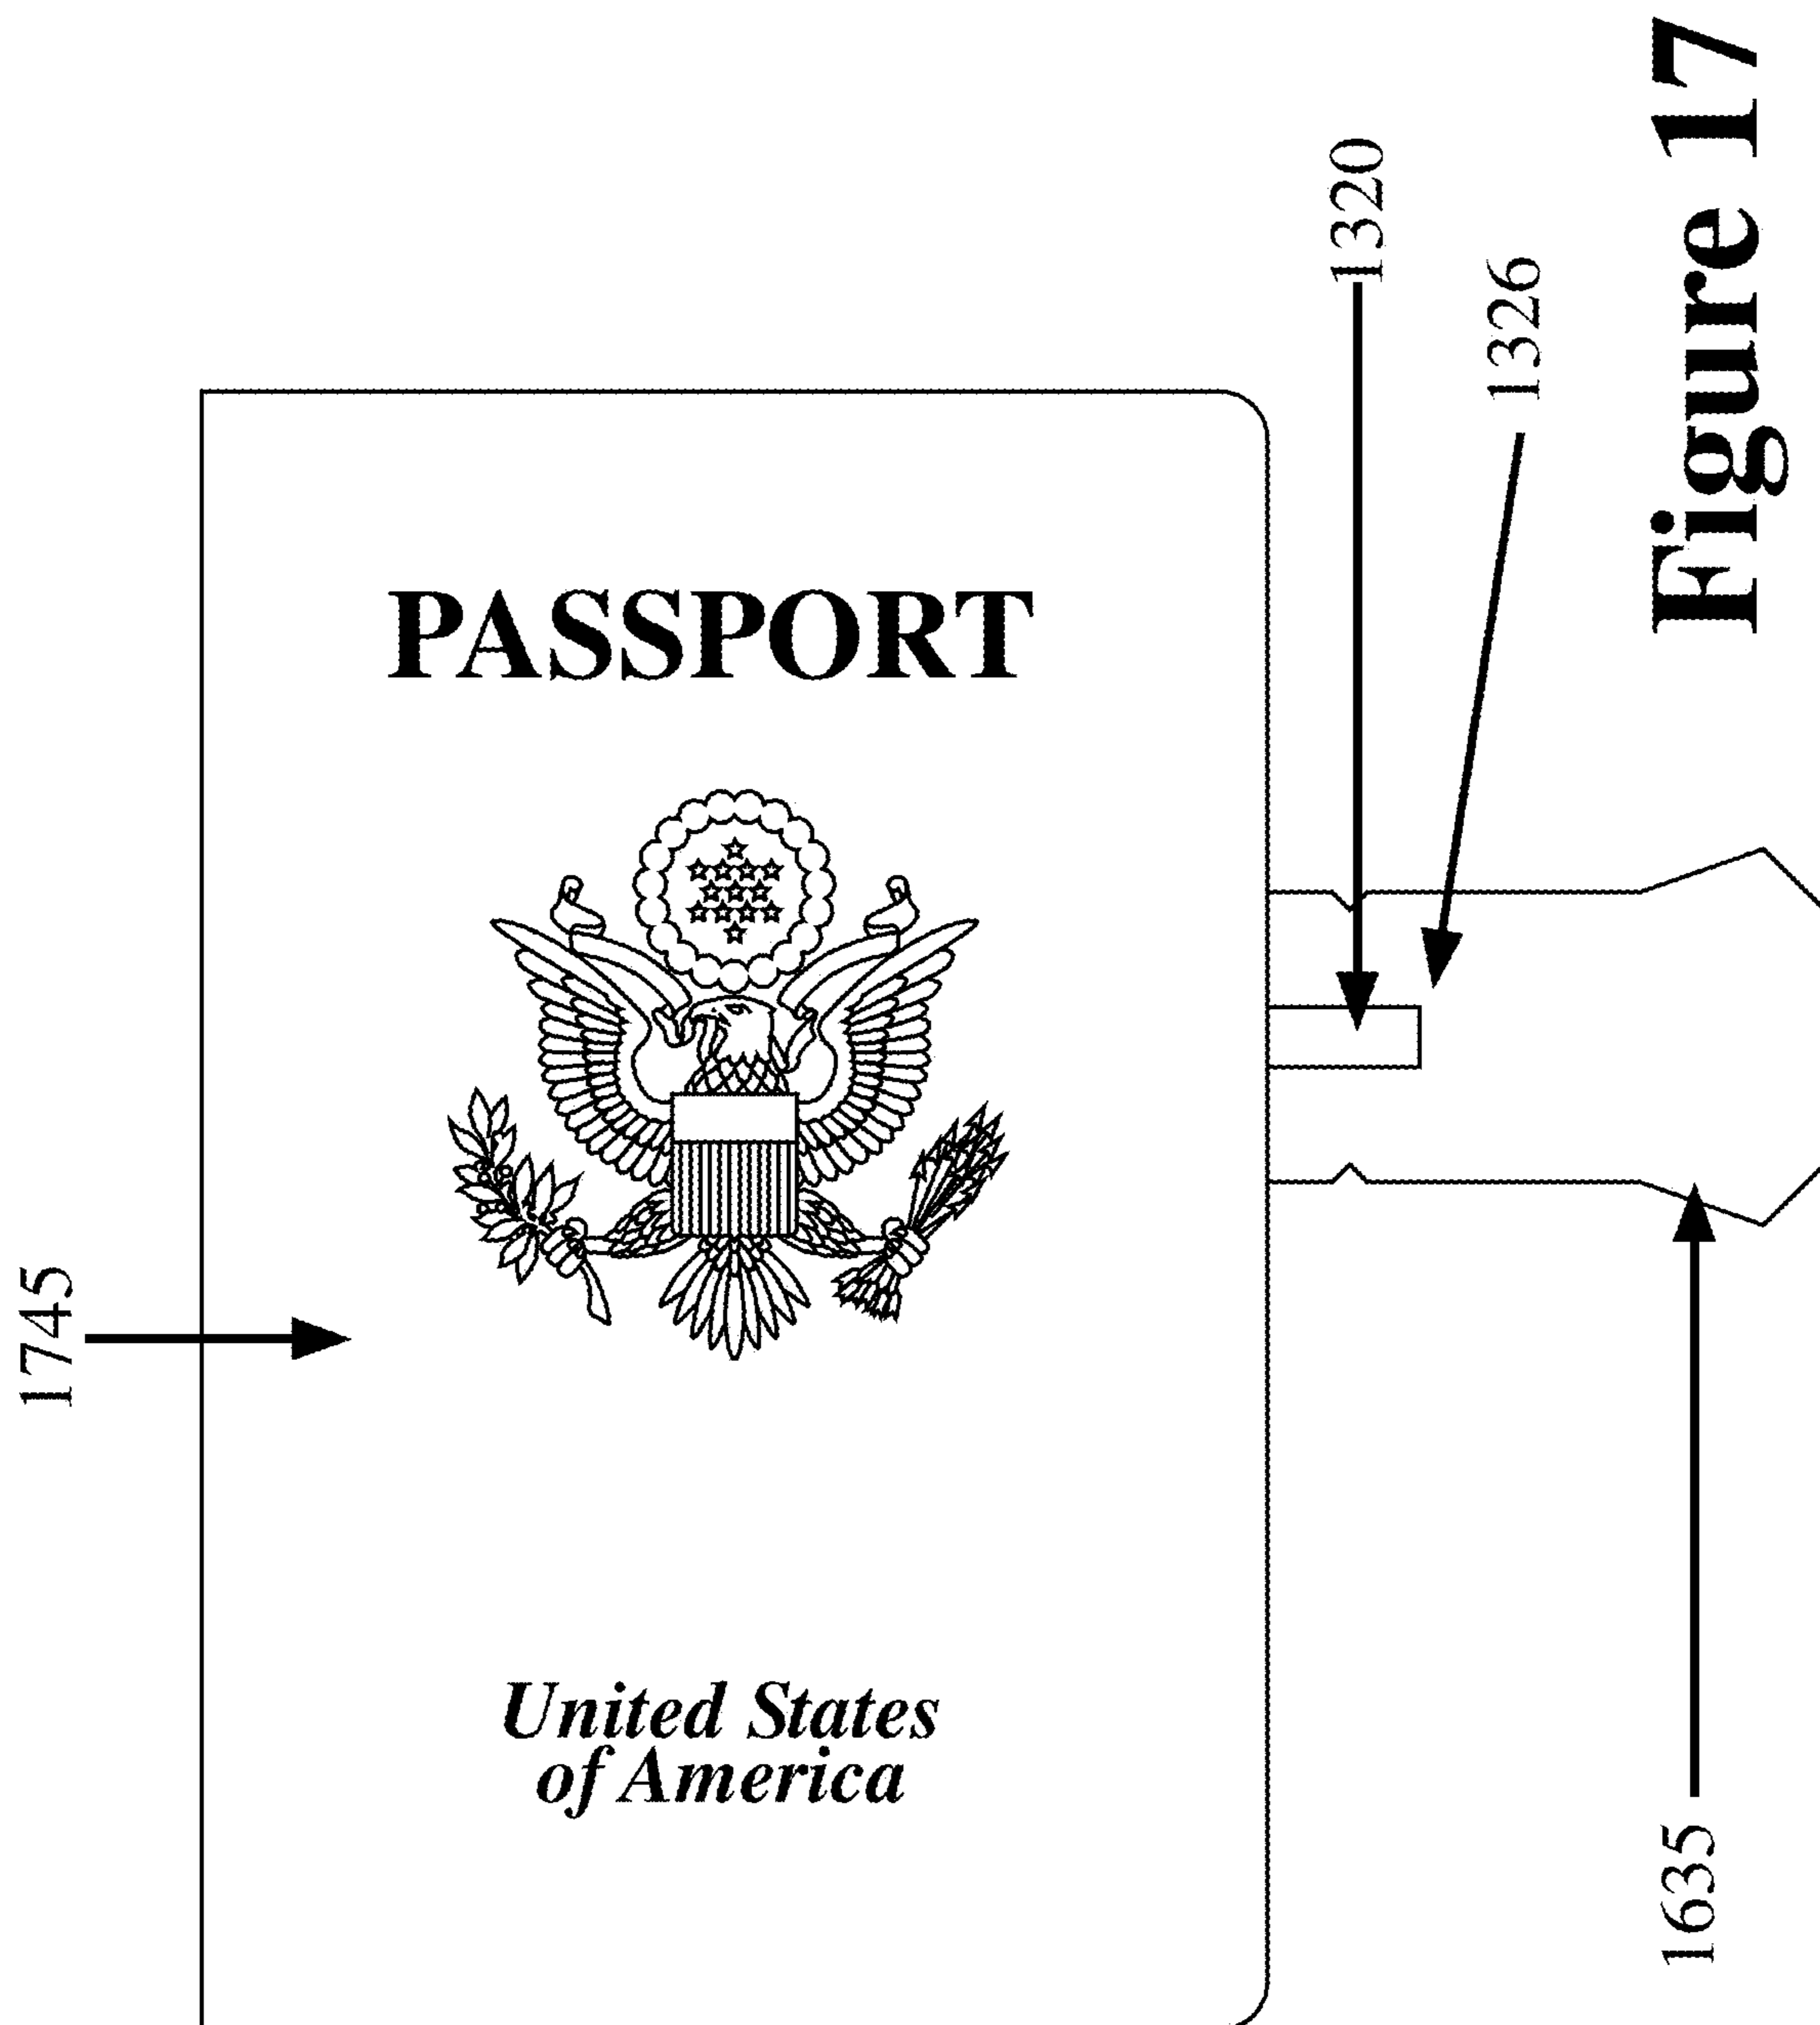 PASSPORT
United States
of America
1745
1320
1326
1635
Figure 17